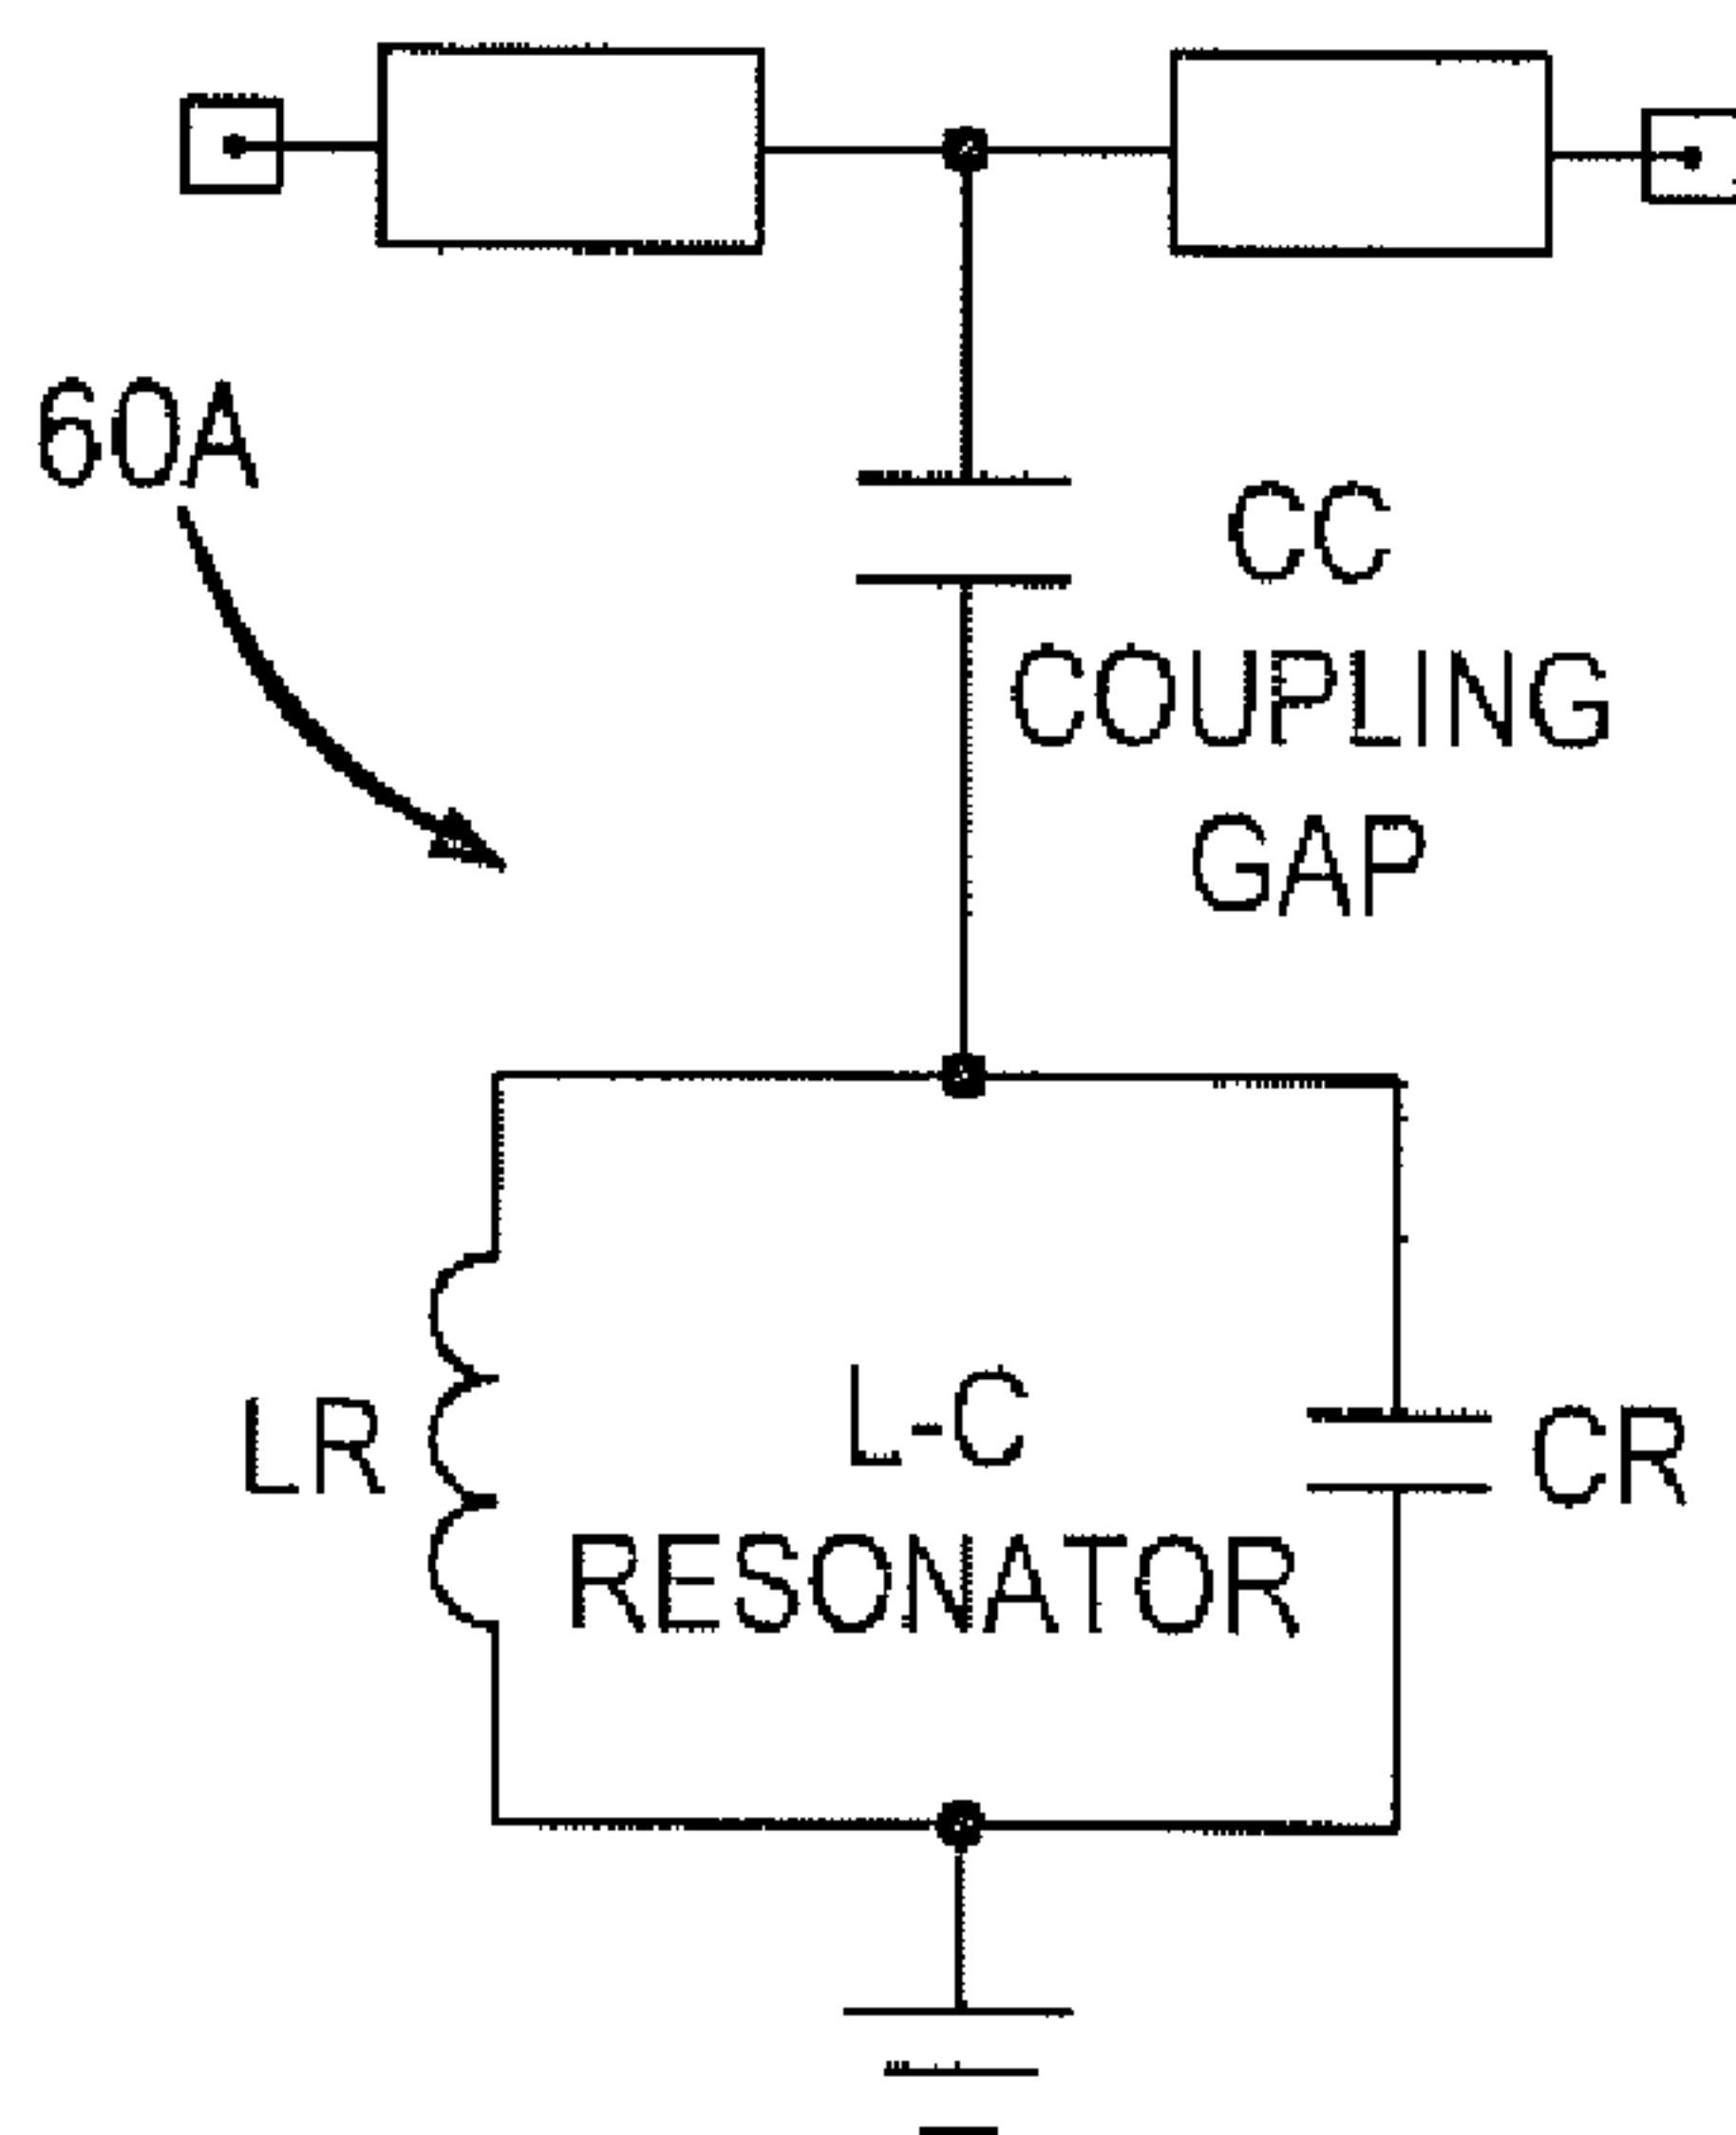 60A
CC
COUPLING
GAP
LR
L-C
RESONATOR
CR